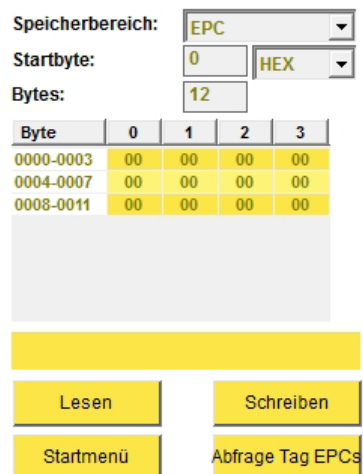 Speicherbereich: EPC
Startbyte: 0 HEX
Bytes: 12
Byte 0 1 2 3
0000-0003 00 00 00 00
0004-0007 00 00 00 00
0008-0011 00 00 00 00
Lesen Schreiben
Startmenü Abfrage Tag EPCs